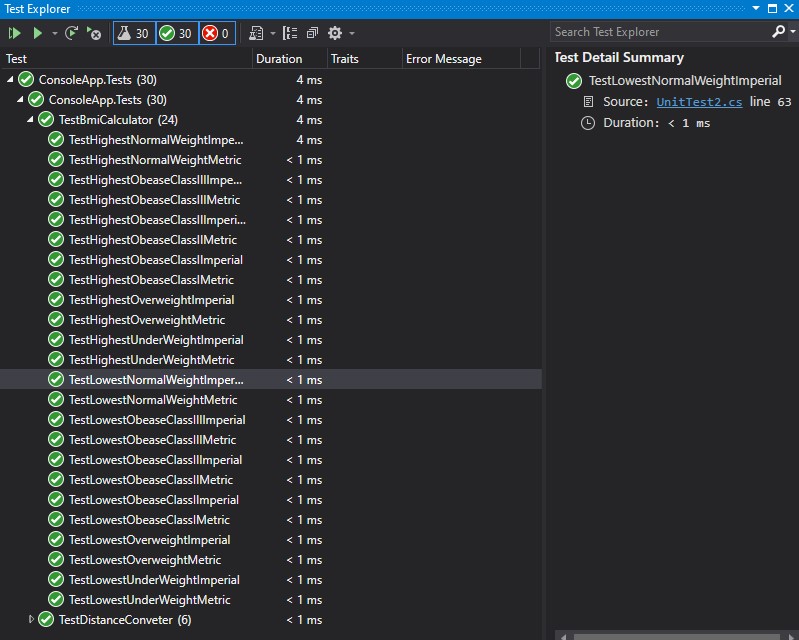 Test Explorer
30 30 0
Search Test Explorer
Test Duration Traits Error Message
ConsoleApp.Tests (30) 4 ms
ConsoleApp.Tests (30) 4 ms
TestBmiCalculator (24) 4 ms
TestHighestNormalWeightImpe... 4 ms
TestHighestNormalWeightMetric < 1 ms
TestHighestObeaseClassIIIImpe... < 1 ms
TestHighestObeaseClassIIIMetric < 1 ms
TestHighestObeaseClassIIImperi... < 1 ms
TestHighestObeaseClassIIMetric < 1 ms
TestHighestObeaseClassIImperial < 1 ms
TestHighestObeaseClassIMetric < 1 ms
TestHighestOverweightImperial < 1 ms
TestHighestOverweightMetric < 1 ms
TestHighestUnderWeightImperial < 1 ms
TestHighestUnderWeightMetric < 1 ms
TestLowestNormalWeightImper... < 1 ms
TestLowestNormalWeightMetric < 1 ms
TestLowestObeaseClassIIIImperial < 1 ms
TestLowestObeaseClassIIIMetric < 1 ms
TestLowestObeaseClassIIImperial < 1 ms
TestLowestObeaseClassIIMetric < 1 ms
TestLowestObeaseClassIImperial < 1 ms
TestLowestObeaseClassIMetric < 1 ms
TestLowestOverweightImperial < 1 ms
TestLowestOverweightMetric < 1 ms
TestLowestUnderWeightImperial < 1 ms
TestLowestUnderWeightMetric < 1 ms
TestDistanceConveter (6) < 1 ms
Test Detail Summary
TestLowestNormalWeightImperial
Source: UnitTest2.cs line 63
Duration: < 1 ms